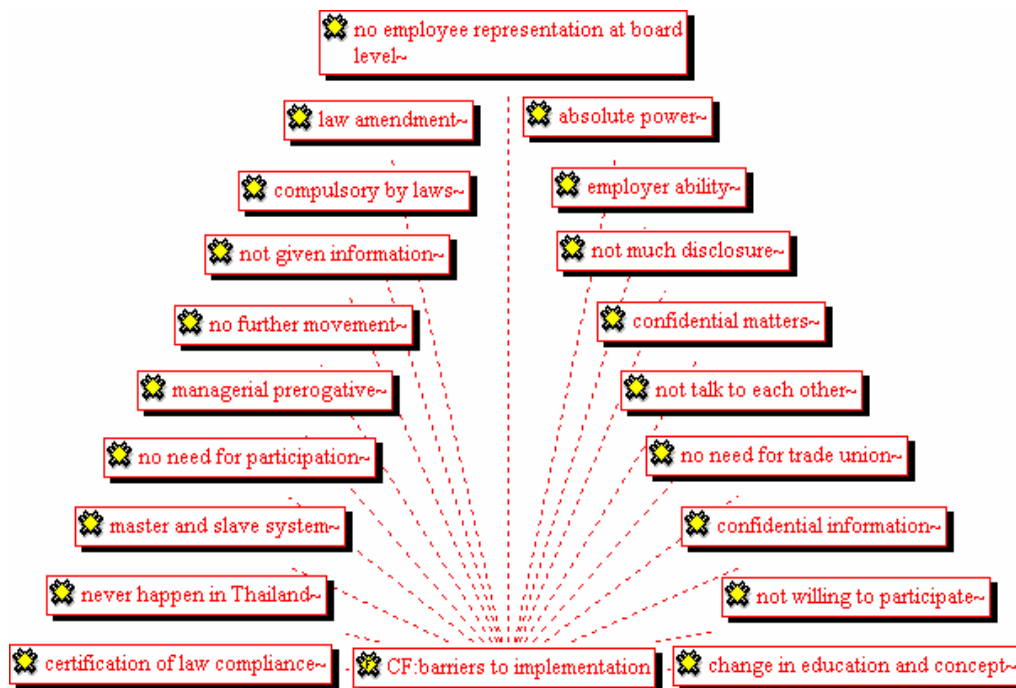 no employee representation at board
level~
law amendment~
absolute power~
compulsory by laws~
employer ability~
not given information~
not much disclosure~
no further movement~
confidential matters~
managerial prerogative~
not talk to each other~
no need for participation~
no need for trade union~
master and slave system~
confidential information~
never happen in Thailand~
not willing to participate~
certification of law compliance~
CF:barriers to implementation
change in education and concept~